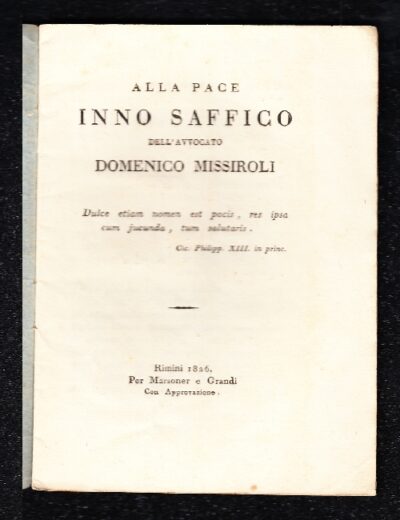 ALLA PACE
INNO SAFFICO
DELL'AVVOCATO
DOMENICO MISSIROLI
Dulce etiam nomen est pacis, res ipsa
cum jucunda, tum salutaris.
Cic. Philipp. XIII. in princ.
Rimini 1826.
Per Marsoner e Grandi
Con Approvazione.